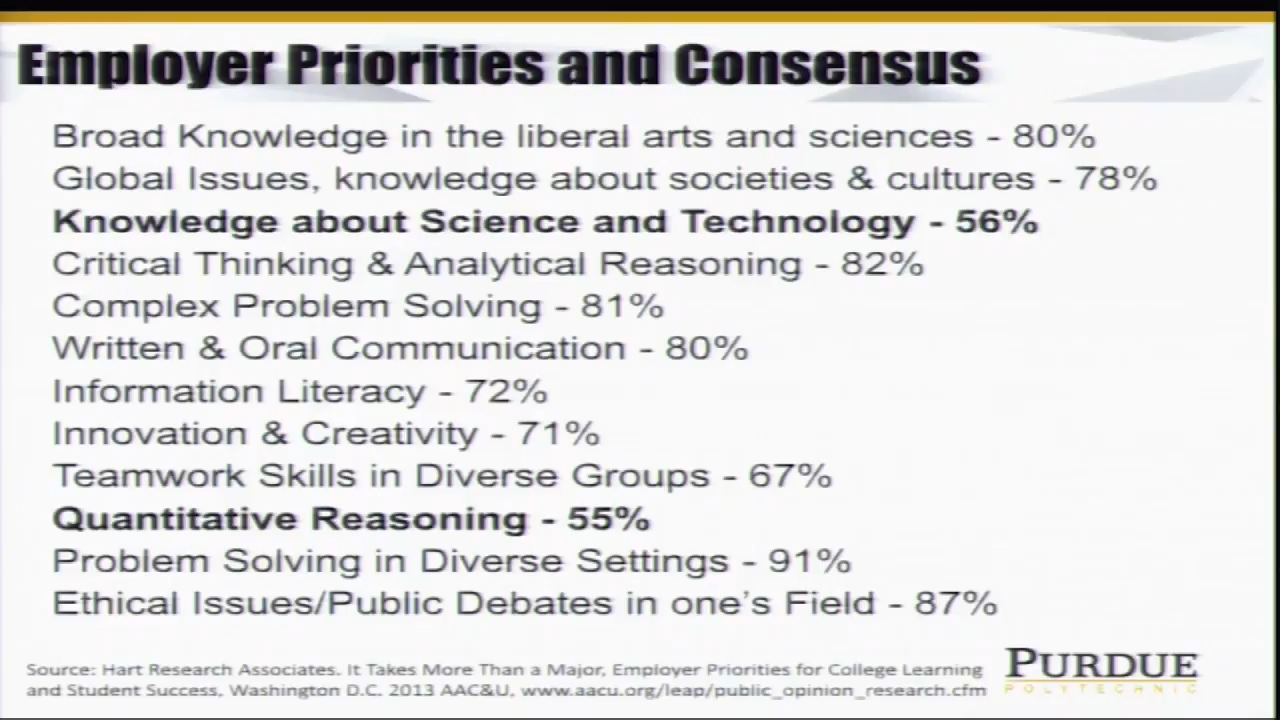 Employer Priorities and Consensus
Broad Knowledge in the liberal arts and sciences - 80%
Global Issues, knowledge about societies & cultures - 78%
Knowledge about Science and Technology - 56%
Critical Thinking & Analytical Reasoning - 82%
Complex Problem Solving - 81%
Written & Oral Communication - 80%
Information Literacy - 72%
Innovation & Creativity - 71%
Teamwork Skills in Diverse Groups - 67%
Quantitative Reasoning - 55%
Problem Solving in Diverse Settings - 91%
Ethical Issues/Public Debates in one's Field - 87%
Source: Hart Research Associates. It Takes More Than a Major, Employer Priorities for College Learning
and Student Success, Washington D.C. 2013 AAC&U, www.aacu.org/leap/public_opinion_research.cfm
PURDUE
POLYTECHNIC